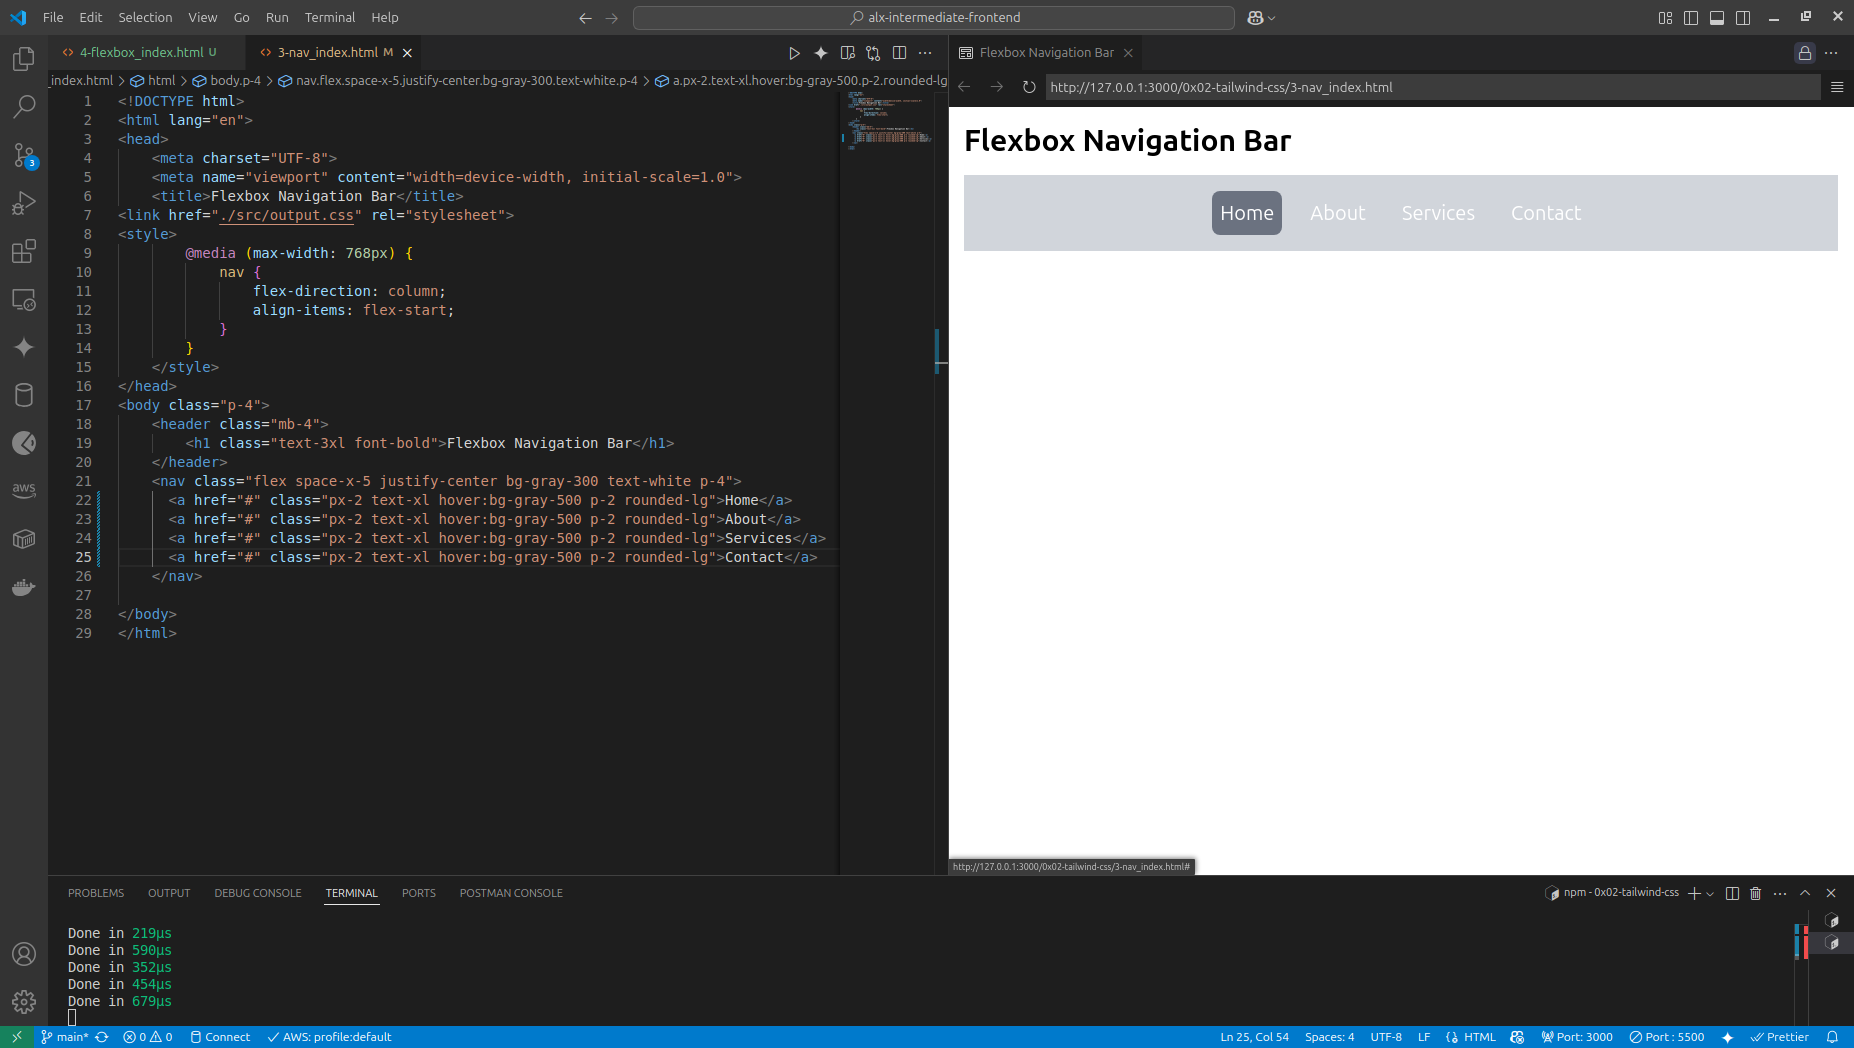 File Edit Selection View Go Run Terminal Help
alx-intermediate-frontend
4-flexbox_index.html U
3-nav_index.html M
Flexbox Navigation Bar
_index.html > html > body.p-4 > nav.flex.space-x-5.justify-center.bg-gray-300.text-white.p-4 > a.px-2.text-xl.hover:bg-gray-500.p-2.rounded-lg
http://127.0.0.1:3000/0x02-tailwind-css/3-nav_index.html
1 <!DOCTYPE html>
2 <html lang="en">
3 <head>
4 <meta charset="UTF-8">
5 <meta name="viewport" content="width=device-width, initial-scale=1.0">
6 <title>Flexbox Navigation Bar</title>
7 <link href="./src/output.css" rel="stylesheet">
8 <style>
9 @media (max-width: 768px) {
10 nav {
11 flex-direction: column;
12 align-items: flex-start;
13 }
14 }
15 </style>
16 </head>
17 <body class="p-4">
18 <header class="mb-4">
19 <h1 class="text-3xl font-bold">Flexbox Navigation Bar</h1>
20 </header>
21 <nav class="flex space-x-5 justify-center bg-gray-300 text-white p-4">
22 <a href="#" class="px-2 text-xl hover:bg-gray-500 p-2 rounded-lg">Home</a>
23 <a href="#" class="px-2 text-xl hover:bg-gray-500 p-2 rounded-lg">About</a>
24 <a href="#" class="px-2 text-xl hover:bg-gray-500 p-2 rounded-lg">Services</a>
25 <a href="#" class="px-2 text-xl hover:bg-gray-500 p-2 rounded-lg">Contact</a>
26 </nav>
27
28 </body>
29 </html>
Flexbox Navigation Bar
Home About Services Contact
http://127.0.0.1:3000/0x02-tailwind-css/3-nav_index.html#
3
aws
PROBLEMS OUTPUT DEBUG CONSOLE TERMINAL PORTS POSTMAN CONSOLE
npm - 0x02-tailwind-css
Done in 219µs
Done in 590µs
Done in 352µs
Done in 454µs
Done in 679µs
main* 0 0 Connect AWS: profile:default
Ln 25, Col 54 Spaces: 4 UTF-8 LF {} HTML Port: 3000 Port : 5500 Prettier